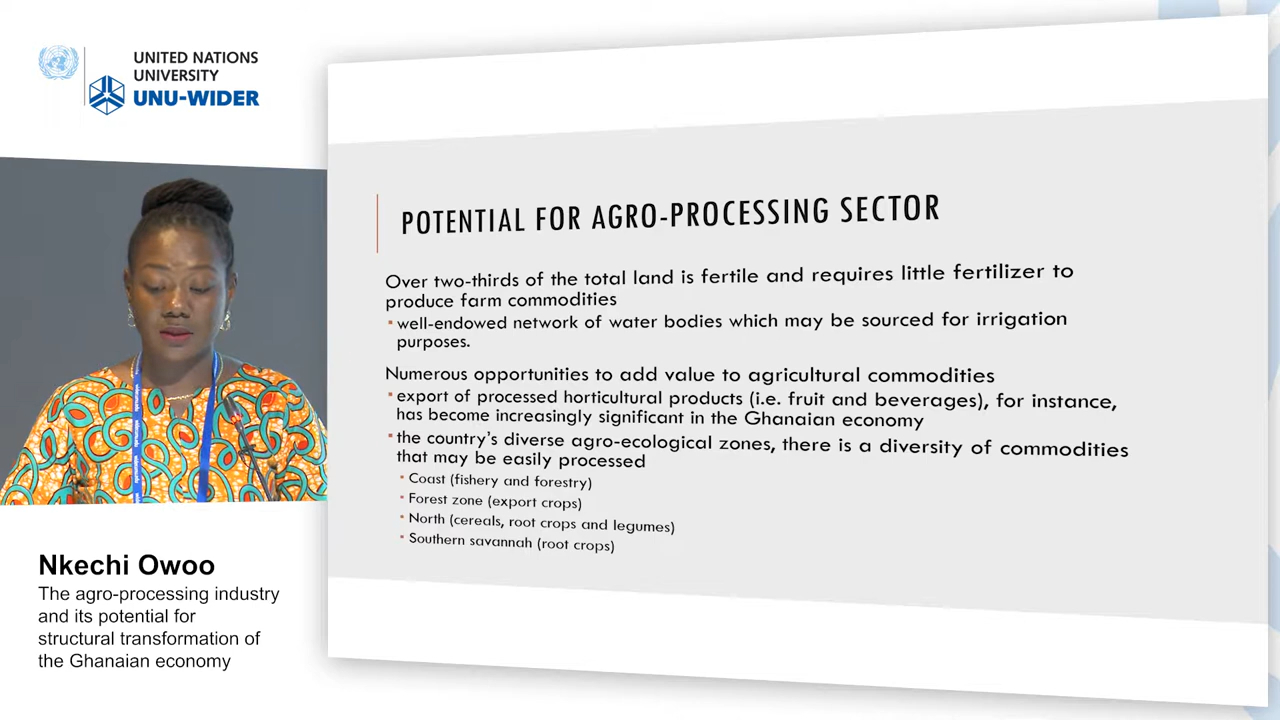 UNITED NATIONS
UNIVERSITY
UNU-WIDER
POTENTIAL FOR AGRO-PROCESSING SECTOR
Over two-thirds of the total land is fertile and requires little fertilizer to
produce farm commodities
well-endowed network of water bodies which may be sourced for irrigation
purposes.
Numerous opportunities to add value to agricultural commodities
export of processed horticultural products (i.e. fruit and beverages), for instance,
has become increasingly significant in the Ghanaian economy
the country's diverse agro-ecological zones, there is a diversity of commodities
that may be easily processed
Coast (fishery and forestry)
Forest zone (export crops)
North (cereals, root crops and legumes)
Southern savannah (root crops)
Nkechi Owoo
The agro-processing industry
and its potential for
structural transformation of
the Ghanaian economy